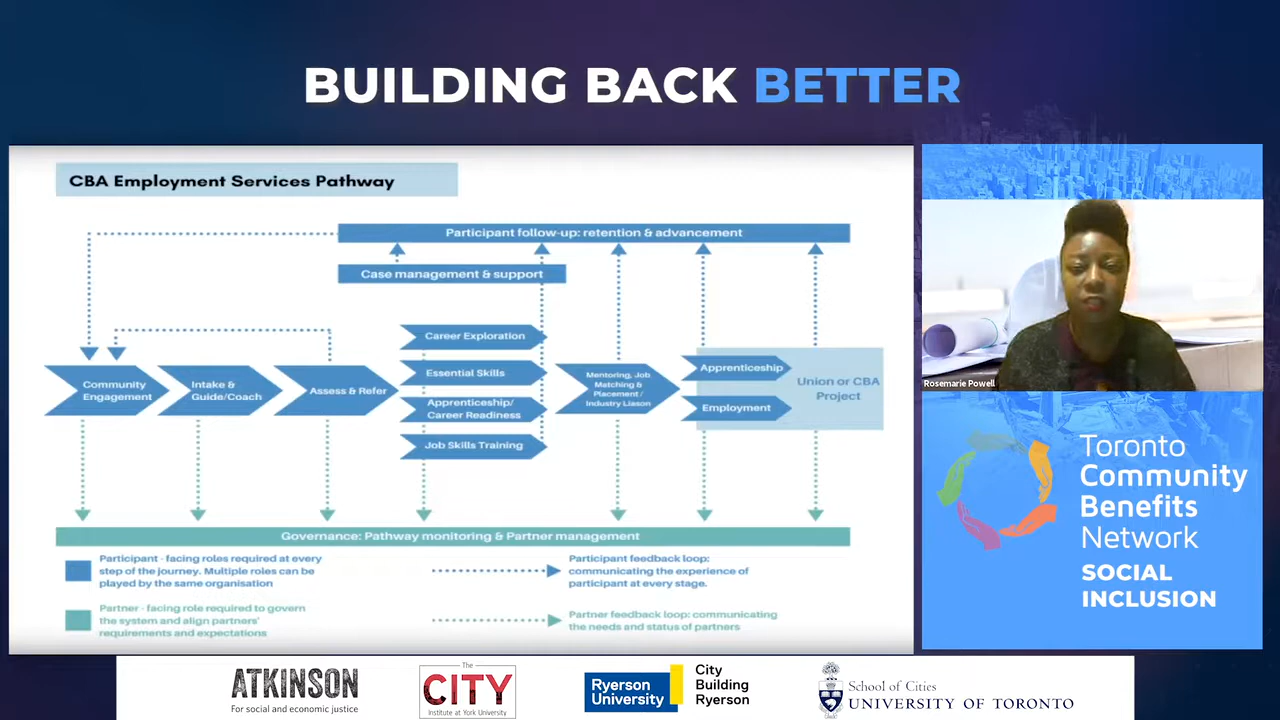 BUILDING BACK BETTER
CBA Employment Services Pathway
Participant follow-up: retention & advancement
Case management & support
Community
Engagement
Intake &
Guide/Coach
Assess & Refer
Career Exploration
Essential Skills
Apprenticeship/
Career Readiness
Job Skills Training
Mentoring, Job
Matching &
Placement /
Industry Liason
Apprenticeship
Employment
Union or CBA
Project
Governance: Pathway monitoring & Partner management
Participant - facing roles required at every
step of the journey. Multiple roles can be
played by the same organisation
Participant feedback loop:
communicating the experience of
participant at every stage.
Partner - facing role required to govern
the system and align partners'
requirements and expectations
Partner feedback loop: communicating
the needs and status of partners
Rosemarie Powell
Toronto
Community
Benefits
Network
SOCIAL
INCLUSION
ATKINSON
For social and economic justice
The
CITY
Institute at York University
Ryerson
University
City
Building
Ryerson
School of Cities
UNIVERSITY OF TORONTO